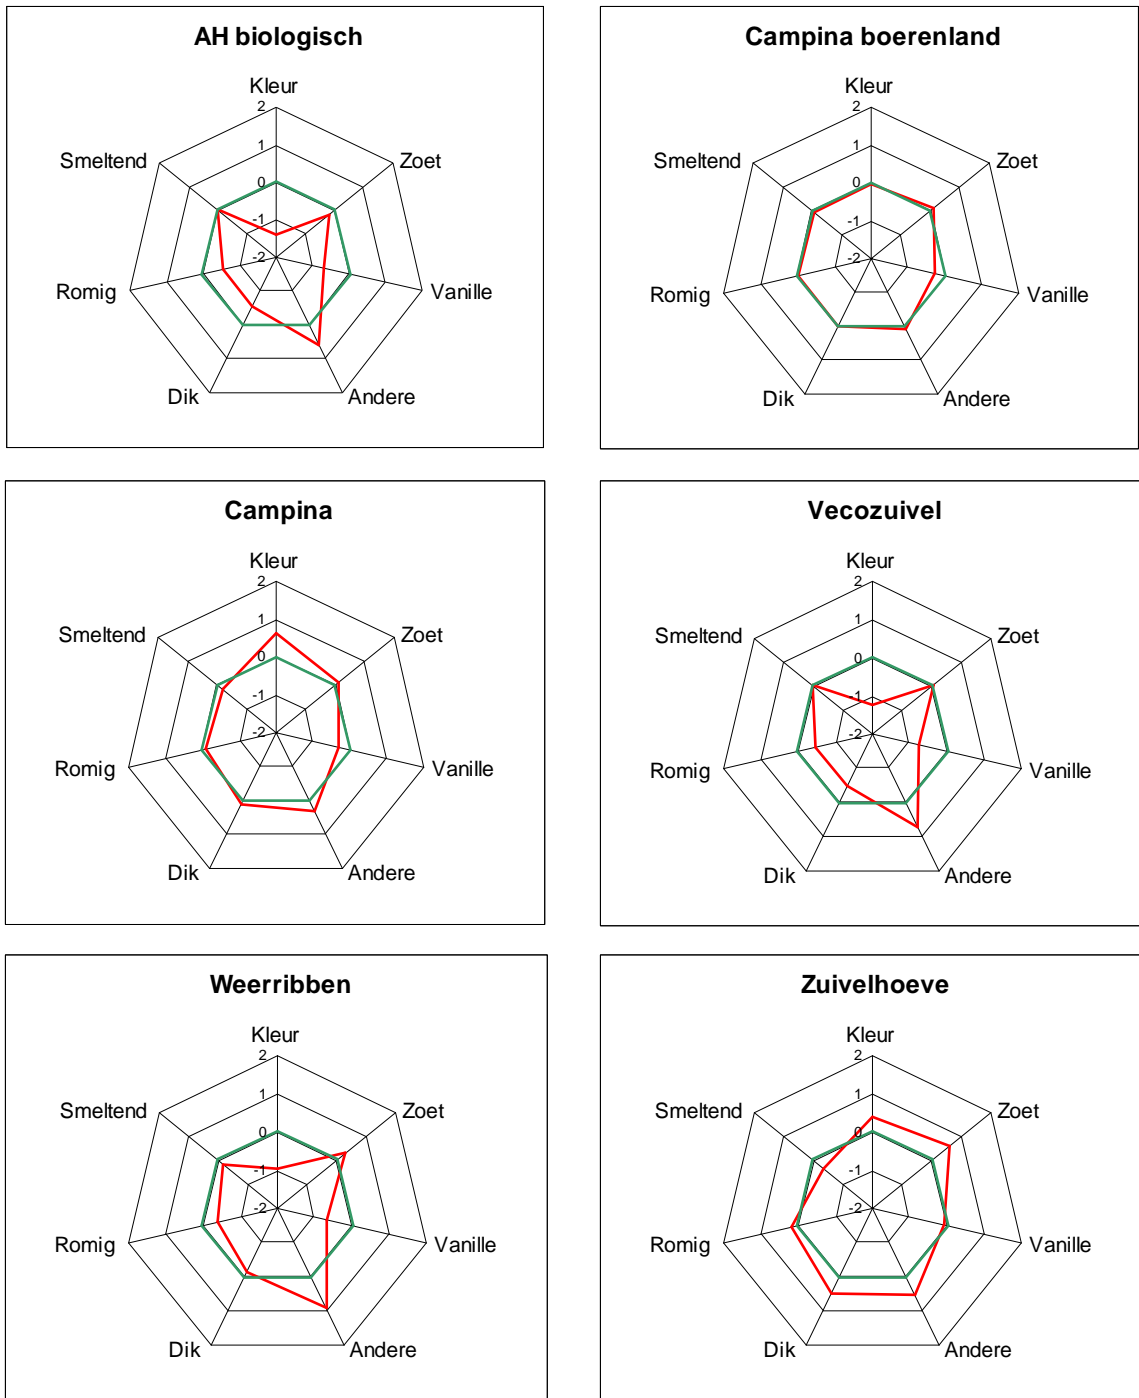 AH biologisch
Kleur
2
1
0
-1
-2
Smeltend
Zoet
Romig
Vanille
Dik
Andere
Campina boerenland
Kleur
2
1
0
-1
-2
Smeltend
Zoet
Romig
Vanille
Dik
Andere
Campina
Kleur
2
1
0
-1
-2
Smeltend
Zoet
Romig
Vanille
Dik
Andere
Vecozuivel
Kleur
2
1
0
-1
-2
Smeltend
Zoet
Romig
Vanille
Dik
Andere
Weerribben
Kleur
2
1
0
-1
-2
Smeltend
Zoet
Romig
Vanille
Dik
Andere
Zuivelhoeve
Kleur
2
1
0
-1
-2
Smeltend
Zoet
Romig
Vanille
Dik
Andere